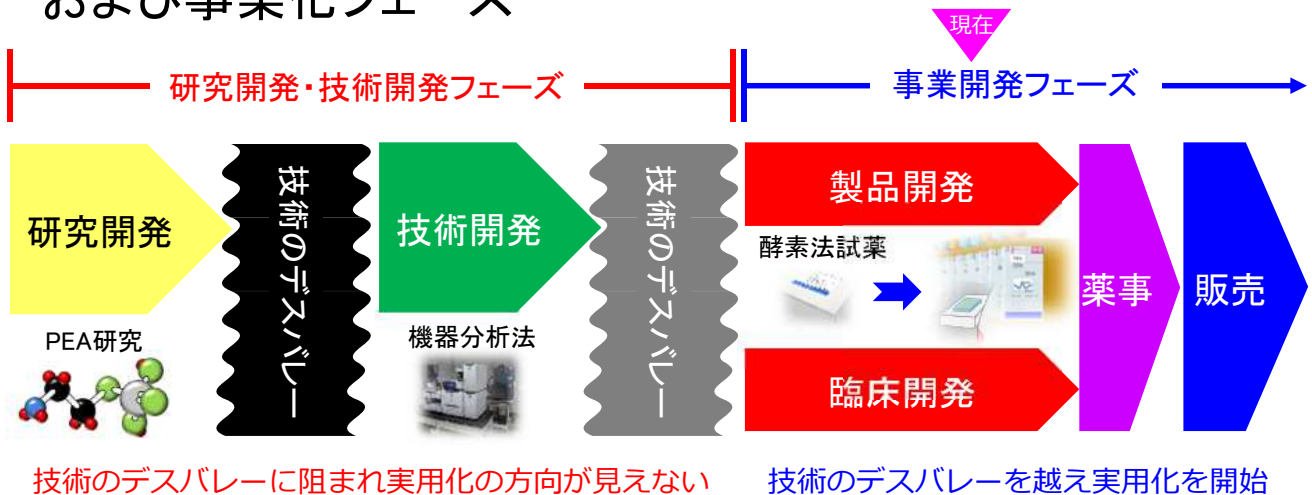 および事業化フェーズ
現在
研究開発・技術開発フェーズ
事業開発フェーズ
研究開発
PEA研究
技術のデスバレー
技術開発
機器分析法
技術のデスバレー
製品開発
酵素法試薬
臨床開発
薬事
販売
技術のデスバレーに阻まれ実用化の方向が見えない
技術のデスバレーを越え実用化を開始